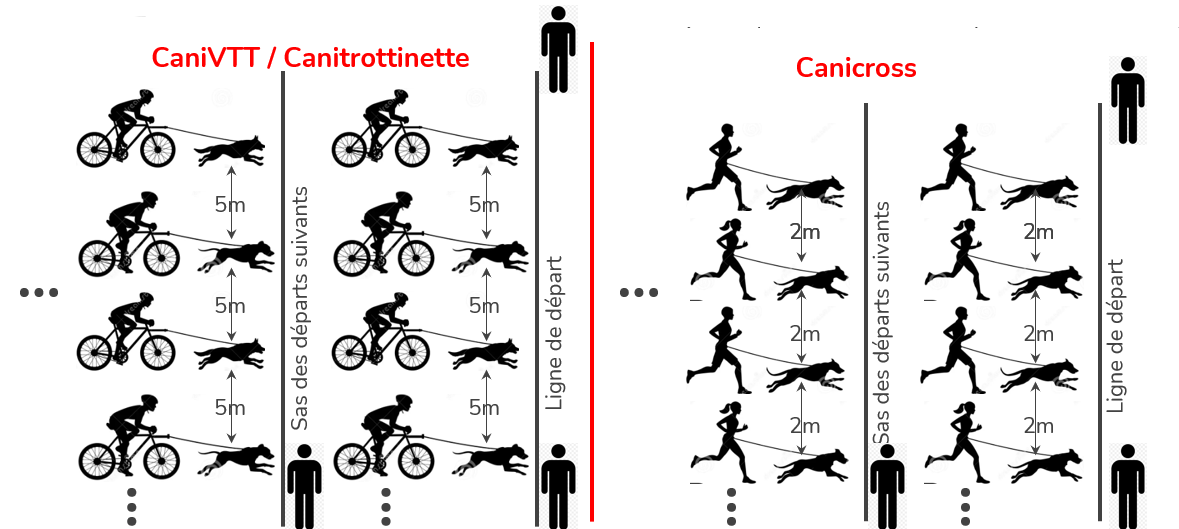 CaniVTT / Canitrottinette
5m
5m
5m
Sas des départs suivants
5m
5m
5m
Ligne de départ
Canicross
2m
2m
2m
Sas des départs suivants
2m
2m
2m
Ligne de départ